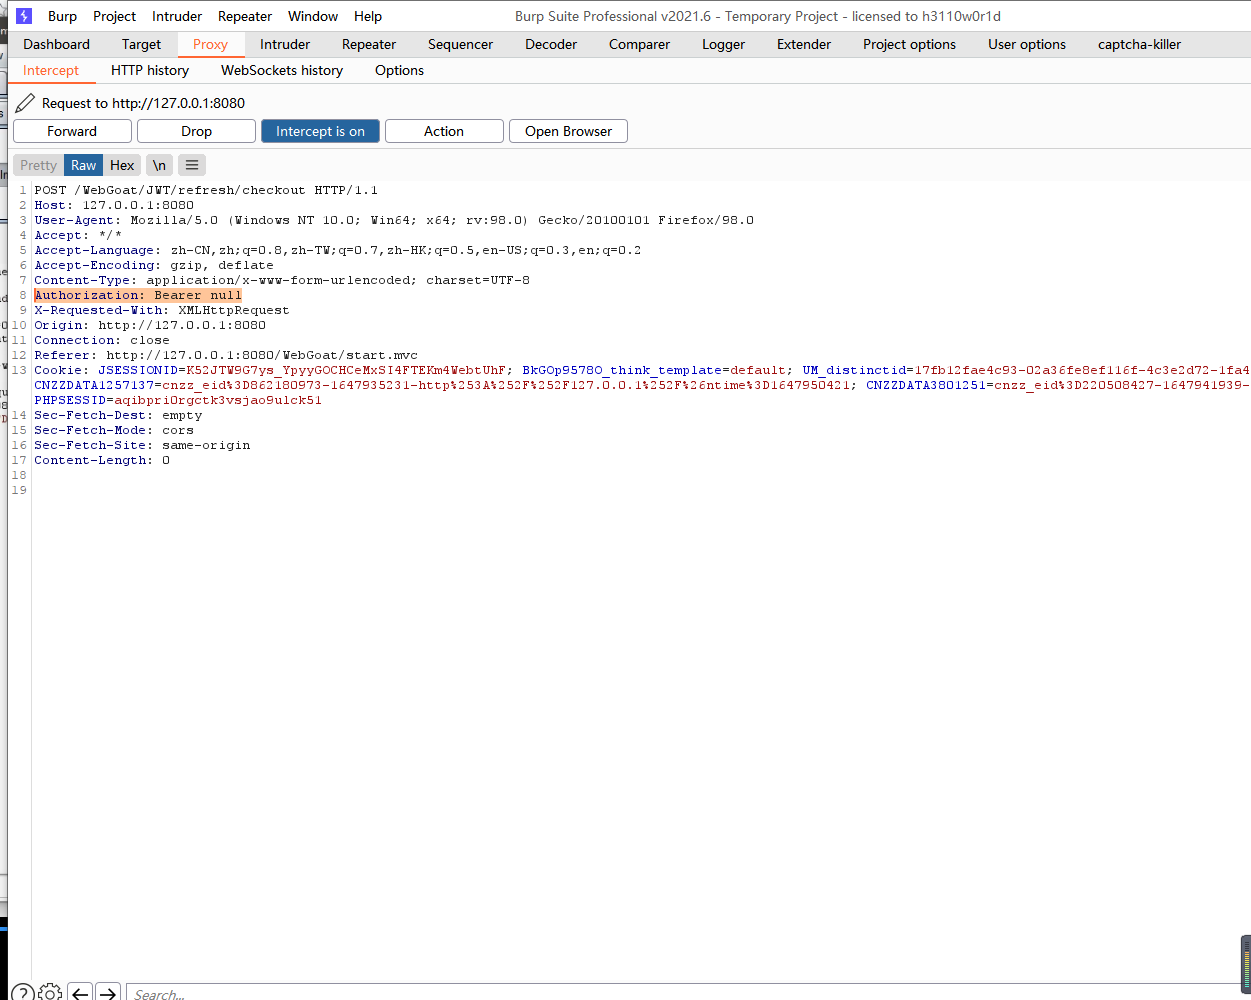 Burp Project Intruder Repeater Window Help Burp Suite Professional v2021.6 - Temporary Project - licensed to h3110w0r1d
Dashboard Target Proxy Intruder Repeater Sequencer Decoder Comparer Logger Extender Project options User options captcha-killer
Intercept HTTP history WebSockets history Options
Request to http://127.0.0.1:8080
Forward Drop Intercept is on Action Open Browser
Pretty Raw Hex \n
1 POST /WebGoat/JWT/refresh/checkout HTTP/1.1
2 Host: 127.0.0.1:8080
3 User-Agent: Mozilla/5.0 (Windows NT 10.0; Win64; x64; rv:98.0) Gecko/20100101 Firefox/98.0
4 Accept: */*
5 Accept-Language: zh-CN,zh;q=0.8,zh-TW;q=0.7,zh-HK;q=0.5,en-US;q=0.3,en;q=0.2
6 Accept-Encoding: gzip, deflate
7 Content-Type: application/x-www-form-urlencoded; charset=UTF-8
8 Authorization: Bearer null
9 X-Requested-With: XMLHttpRequest
10 Origin: http://127.0.0.1:8080
11 Connection: close
12 Referer: http://127.0.0.1:8080/WebGoat/start.mvc
13 Cookie: JSESSIONID=K52JTW9G7ys_YpyyGOCHCeMxSI4FTEKm4WebtUhF; BkGOp9578O_think_template=default; UM_distinctid=17fb12fae4c93-02a36fe8ef116f-4c3e2d72-1fa4
CNZZDATA1257137=cnzz_eid%3D862180973-1647935231-http%253A%252F%252F127.0.0.1%252F%26ntime%3D1647950421; CNZZDATA3801251=cnzz_eid%3D220508427-1647941939-
PHPSESSID=aqibpri0rgctk3vsjao9ulck51
14 Sec-Fetch-Dest: empty
15 Sec-Fetch-Mode: cors
16 Sec-Fetch-Site: same-origin
17 Content-Length: 0
18
19
Search...